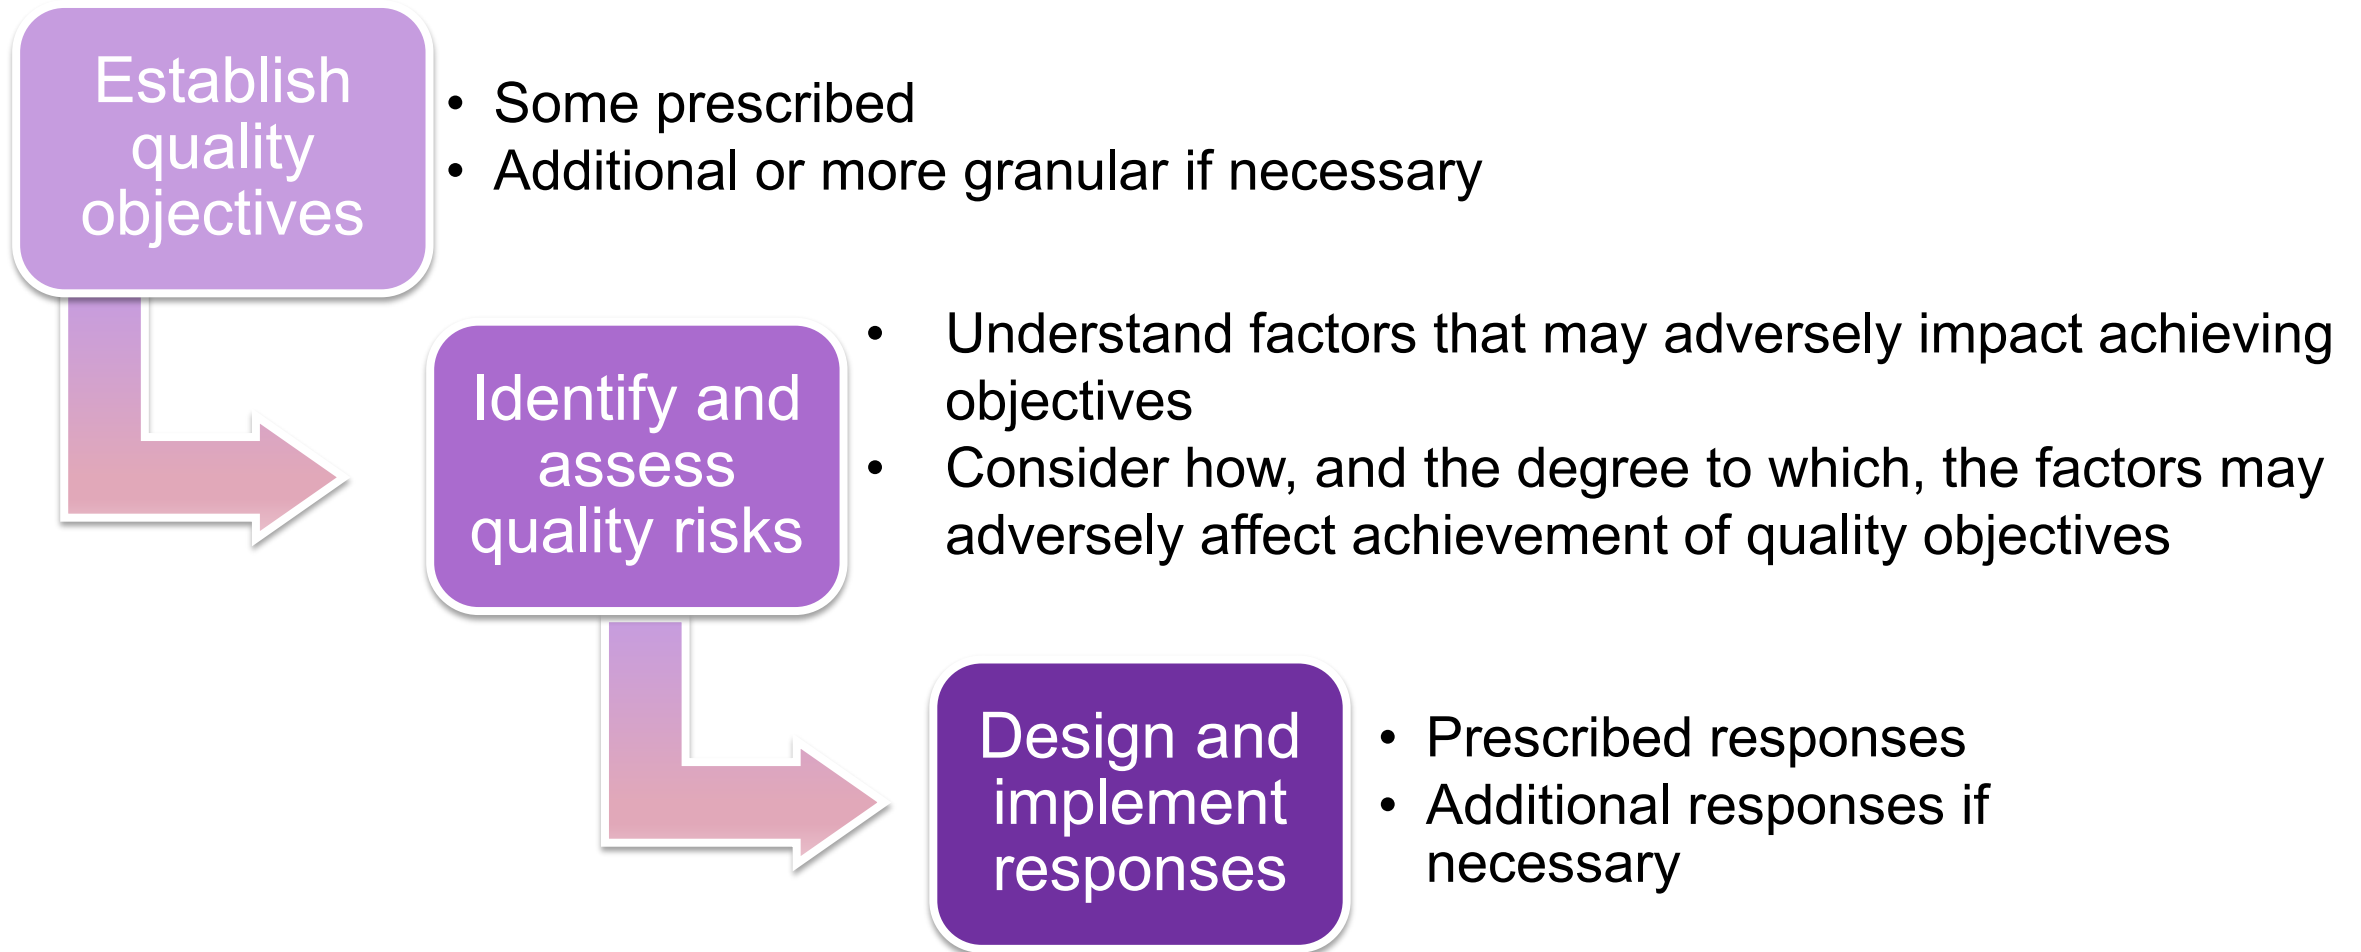 Establish
quality
objectives
• Some prescribed
• Additional or more granular if necessary
Identify and
assess
quality risks
• Understand factors that may adversely impact achieving
objectives
• Consider how, and the degree to which, the factors may
adversely affect achievement of quality objectives
Design and
implement
responses
• Prescribed responses
• Additional responses if
necessary